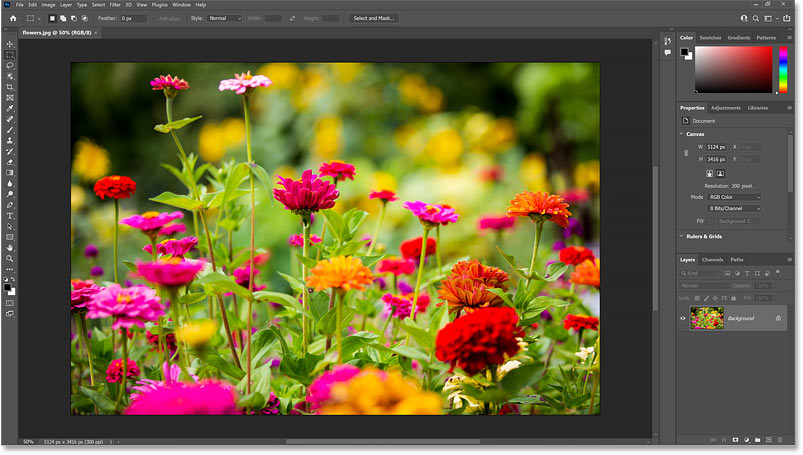 Ps File Edit Image Layer Type Select Filter 3D View Plugins Window Help
Feather: 0 px Anti-alias Style: Normal Width: Height: Select and Mask...
flowers.jpg @ 50% (RGB/8) ×
Color Swatches Gradients Patterns
Properties Adjustments Libraries
Document
Canvas
W 5124 px X 0 px
H 3416 px Y 0 px
Resolution: 300 pixel...
Mode RGB Color
8 Bits/Channel
Fill Background C...
Rulers & Grids
Layers Channels Paths
Kind
Normal Opacity: 100%
Lock: Fill: 100%
Background
50% 5124 px x 3416 px (300 ppi)